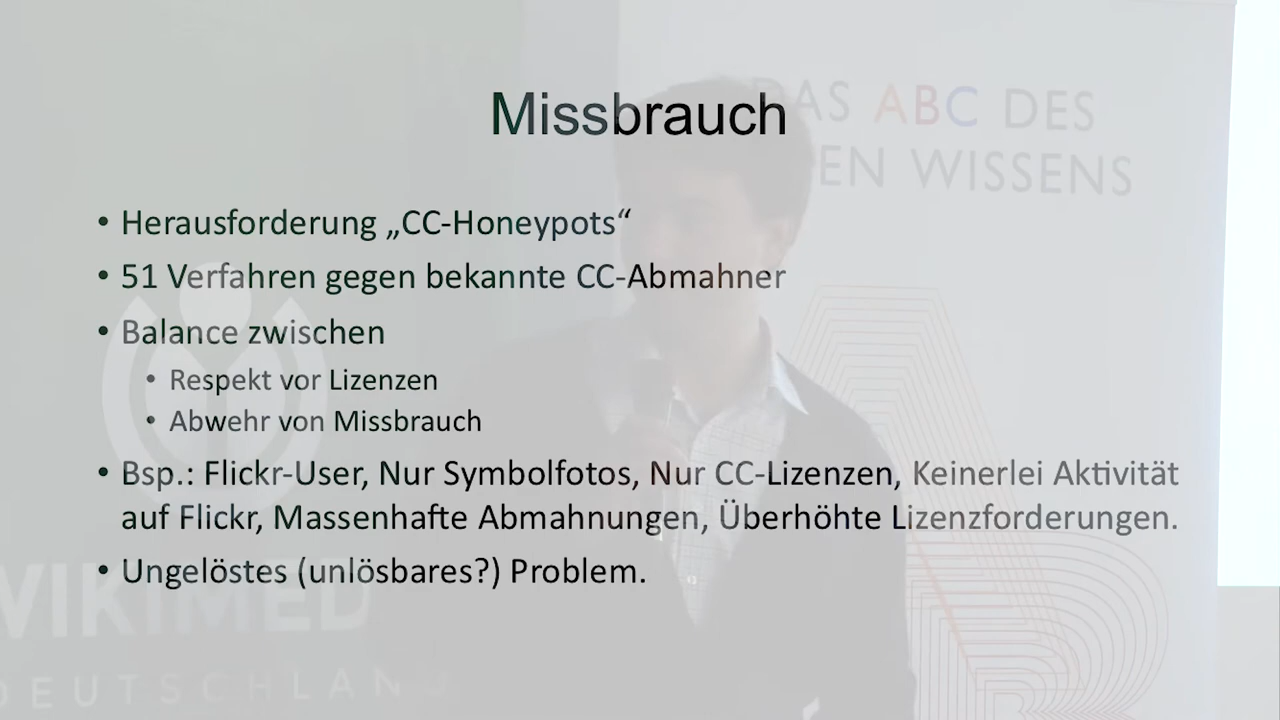 Missbrauch
DAS ABC DES
EN WISSENS
• Herausforderung „CC-Honeypots“
• 51 Verfahren gegen bekannte CC-Abmahner
• Balance zwischen
• Respekt vor Lizenzen
• Abwehr von Missbrauch
• Bsp.: Flickr-User, Nur Symbolfotos, Nur CC-Lizenzen, Keinerlei Aktivität
auf Flickr, Massenhafte Abmahnungen, Überhöhte Lizenzforderungen.
• Ungelöstes (unlösbares?) Problem.
WIKIMED
DEUTSCHLAND